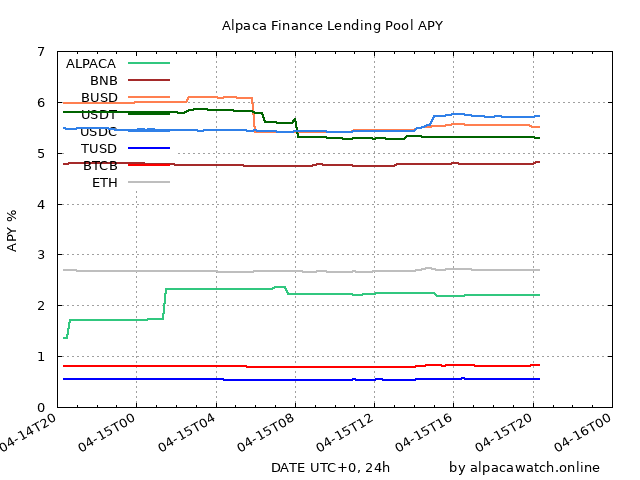 Alpaca Finance Lending Pool APY
7
6
5
4
3
2
1
0
APY %
ALPACA
BNB
BUSD
USDT
USDC
TUSD
BTCB
ETH
04-14T20
04-15T00
04-15T04
04-15T08
04-15T12
04-15T16
04-15T20
04-16T00
DATE UTC+0, 24h
by alpacawatch.online